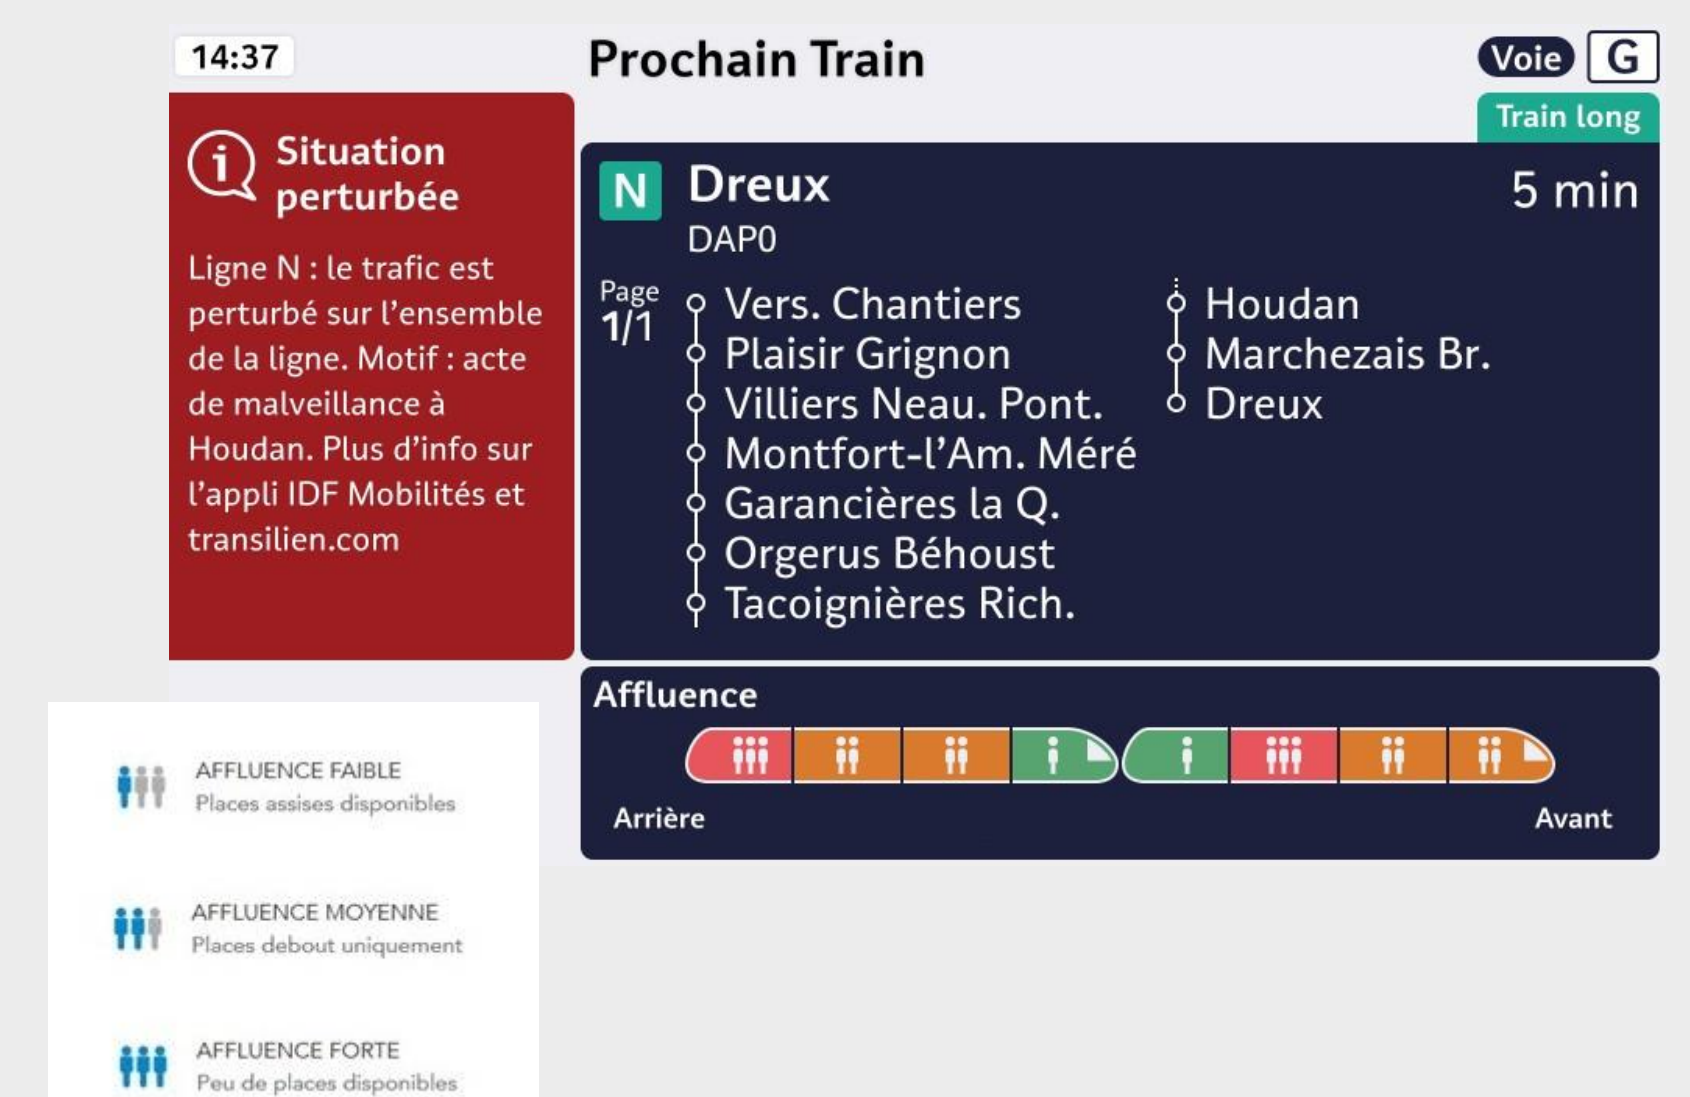 14:37
Prochain Train
Voie G
Train long
Situation
perturbée
Ligne N : le trafic est
perturbé sur l'ensemble
de la ligne. Motif : acte
de malveillance à
Houdan. Plus d'info sur
l'appli IDF Mobilités et
transilien.com
N Dreux
5 min
DAP0
Page
1/1
Vers. Chantiers
Plaisir Grignon
Villiers Neau. Pont.
Montfort-l'Am. Méré
Garancières la Q.
Orgerus Béhoust
Tacoignières Rich.
Houdan
Marchezais Br.
Dreux
Affluence
Arrière
Avant
AFFLUENCE FAIBLE
Places assises disponibles
AFFLUENCE MOYENNE
Places debout uniquement
AFFLUENCE FORTE
Peu de places disponibles